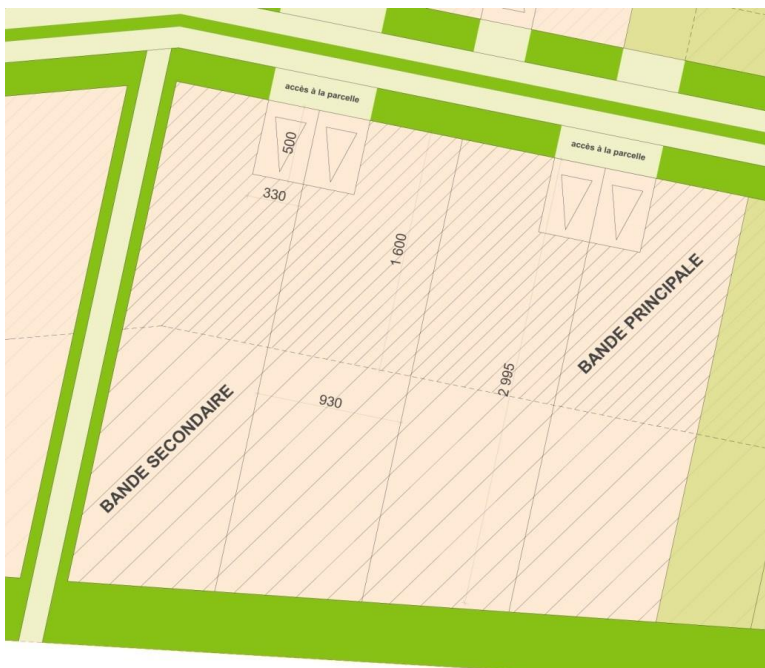 accès à la parcelle
accès à la parcelle
500
330
1 600
BANDE PRINCIPALE
2 995
930
BANDE SECONDAIRE